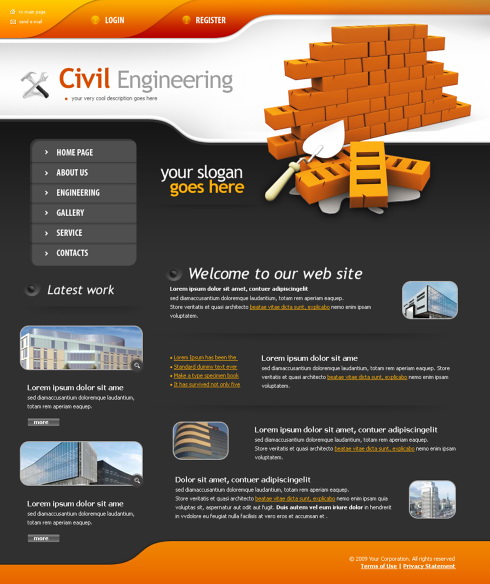 to main page
send e-mail
LOGIN
REGISTER
Civil Engineering
your very cool description goes here
HOME PAGE
ABOUT US
ENGINEERING
GALLERY
SERVICE
CONTACTS
your slogan
goes here
Latest work
Lorem ipsum dolor sit ame
sed diamaccusantium doloremque laudantium,
totam rem aperiam eaquep.
more
Lorem ipsum dolor sit ame
sed diamaccusantium doloremque laudantium,
totam rem aperiam eaquep.
more
Welcome to our web site
Lorem ipsum dolor sit amet, contuer adipiscingelit
sed diamaccusantium doloremque laudantium, totam rem aperiam eaquep.
Store veritatis et quasi architecto beatae vitae dicta sunt, explicabo nemo enim ipsam
voluptatem.
Lorem Ipsum has been the
Standard dummy text ever
Make a type specimen book
It has survived not only five
Lorem ipsum dolor sit ame
sed diamaccusantium doloremque laudantium, totam rem aperiam eaquep. Store
veritatis et quasi architecto beatae vitae dicta sunt, explicabo nemo enim ipsam
voluptatem.
Lorem ipsum dolor sit amet, contuer adipiscingelit
sed diamaccusantium doloremque laudantium, totam rem aperiam eaquep.
Store veritatis et quasi architecto beatae vitae dicta sunt, explicabo nemo enim ipsam
voluptatem.
Dolor sit amet, contuer adipiscingelit
sed diamaccusantium doloremque laudantium, totam rem aperiam eaquep.
Store veritatis et quasi architecto beatae vitae dicta sunt, explicabo nemo enim ipsam quia
voluptas sit, aspernatur aut odit aut fugit. Duis autem vel eum iriure dolor in hendrerit
in vvdolore eu feugiat nulla facilisis at vero eros et accumsan et .
© 2009 Your Corporation. All rights reserved
Terms of Use | Privacy Statement